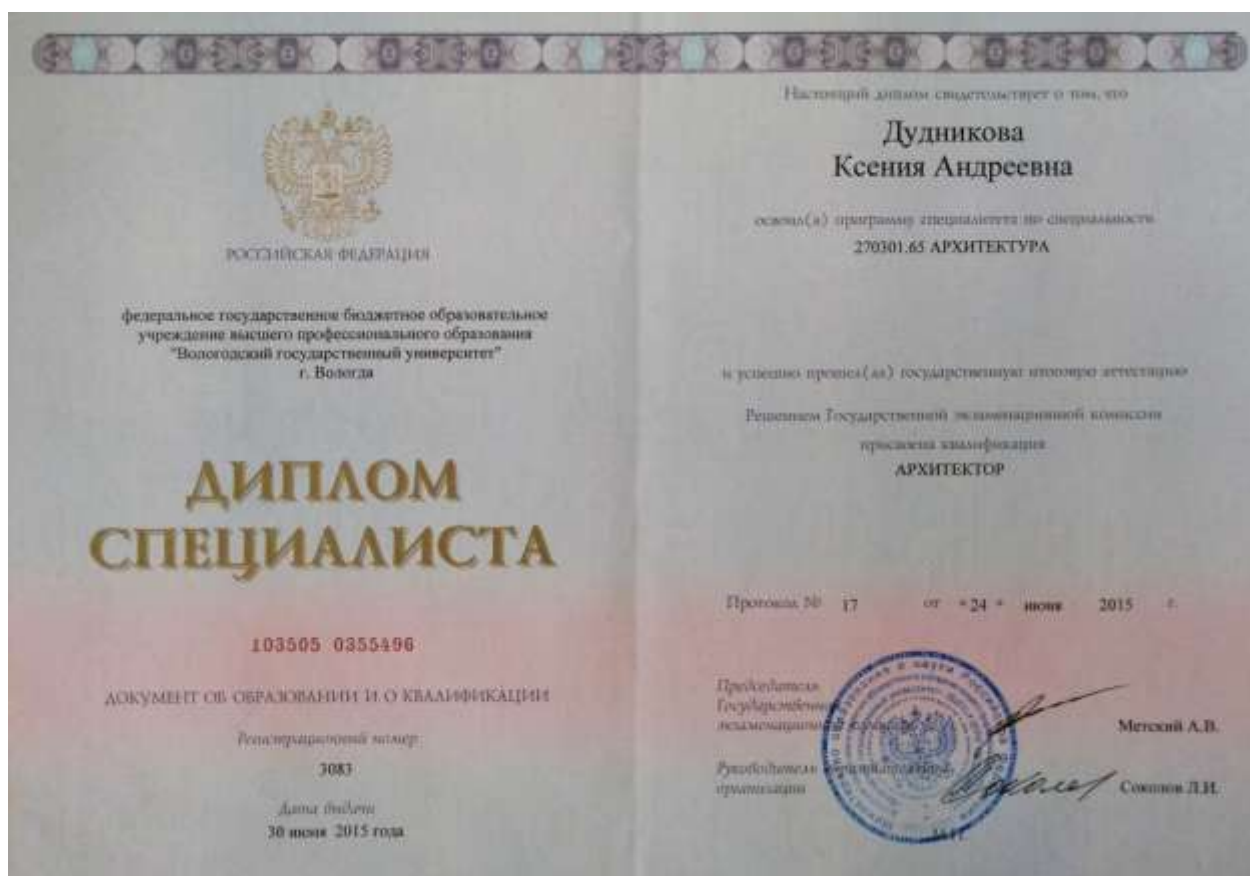 РОССИЙСКАЯ ФЕДЕРАЦИЯ
федеральное государственное бюджетное образовательное
учреждение высшего профессионального образования
"Вологодский государственный университет"
г. Вологда
ДИПЛОМ
СПЕЦИАЛИСТА
103505 0355496
ДОКУМЕНТ ОБ ОБРАЗОВАНИИ И О КВАЛИФИКАЦИИ
Регистрационный номер
3083
Дата выдачи
30 июня 2015 года
Настоящий диплом свидетельствует о том, что
Дудникова
Ксения Андреевна
освоил(а) программу специалитета по специальности
270301.65 АРХИТЕКТУРА
и успешно прошел(ла) государственную итоговую аттестацию
Решением Государственной экзаменационной комиссии
присвоена квалификация
АРХИТЕКТОР
Протокол № 17 от "24" июня 2015 г.
Председатель
Государственной
экзаменационной комиссии
Метский А.В.
Руководитель образовательной
организации
Соколов Л.И.